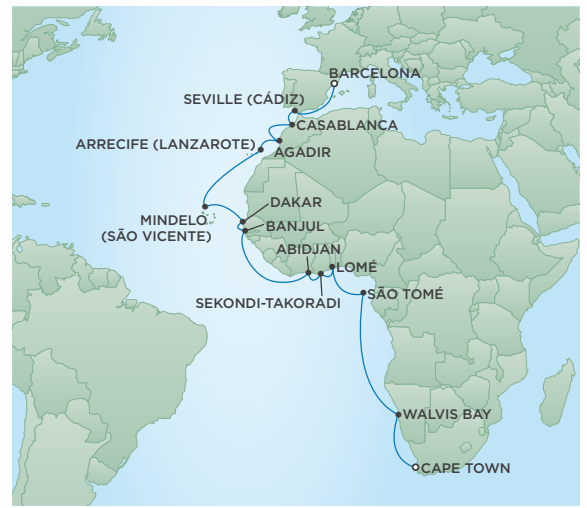 BARCELONA
SEVILLE (CÁDIZ)
CASABLANCA
ARRECIFE (LANZAROTE)
AGADIR
DAKAR
MINDELO
(SÃO VICENTE)
BANJUL
ABIDJAN
LOMÉ
SEKONDI-TAKORADI
SÃO TOMÉ
WALVIS BAY
CAPE TOWN